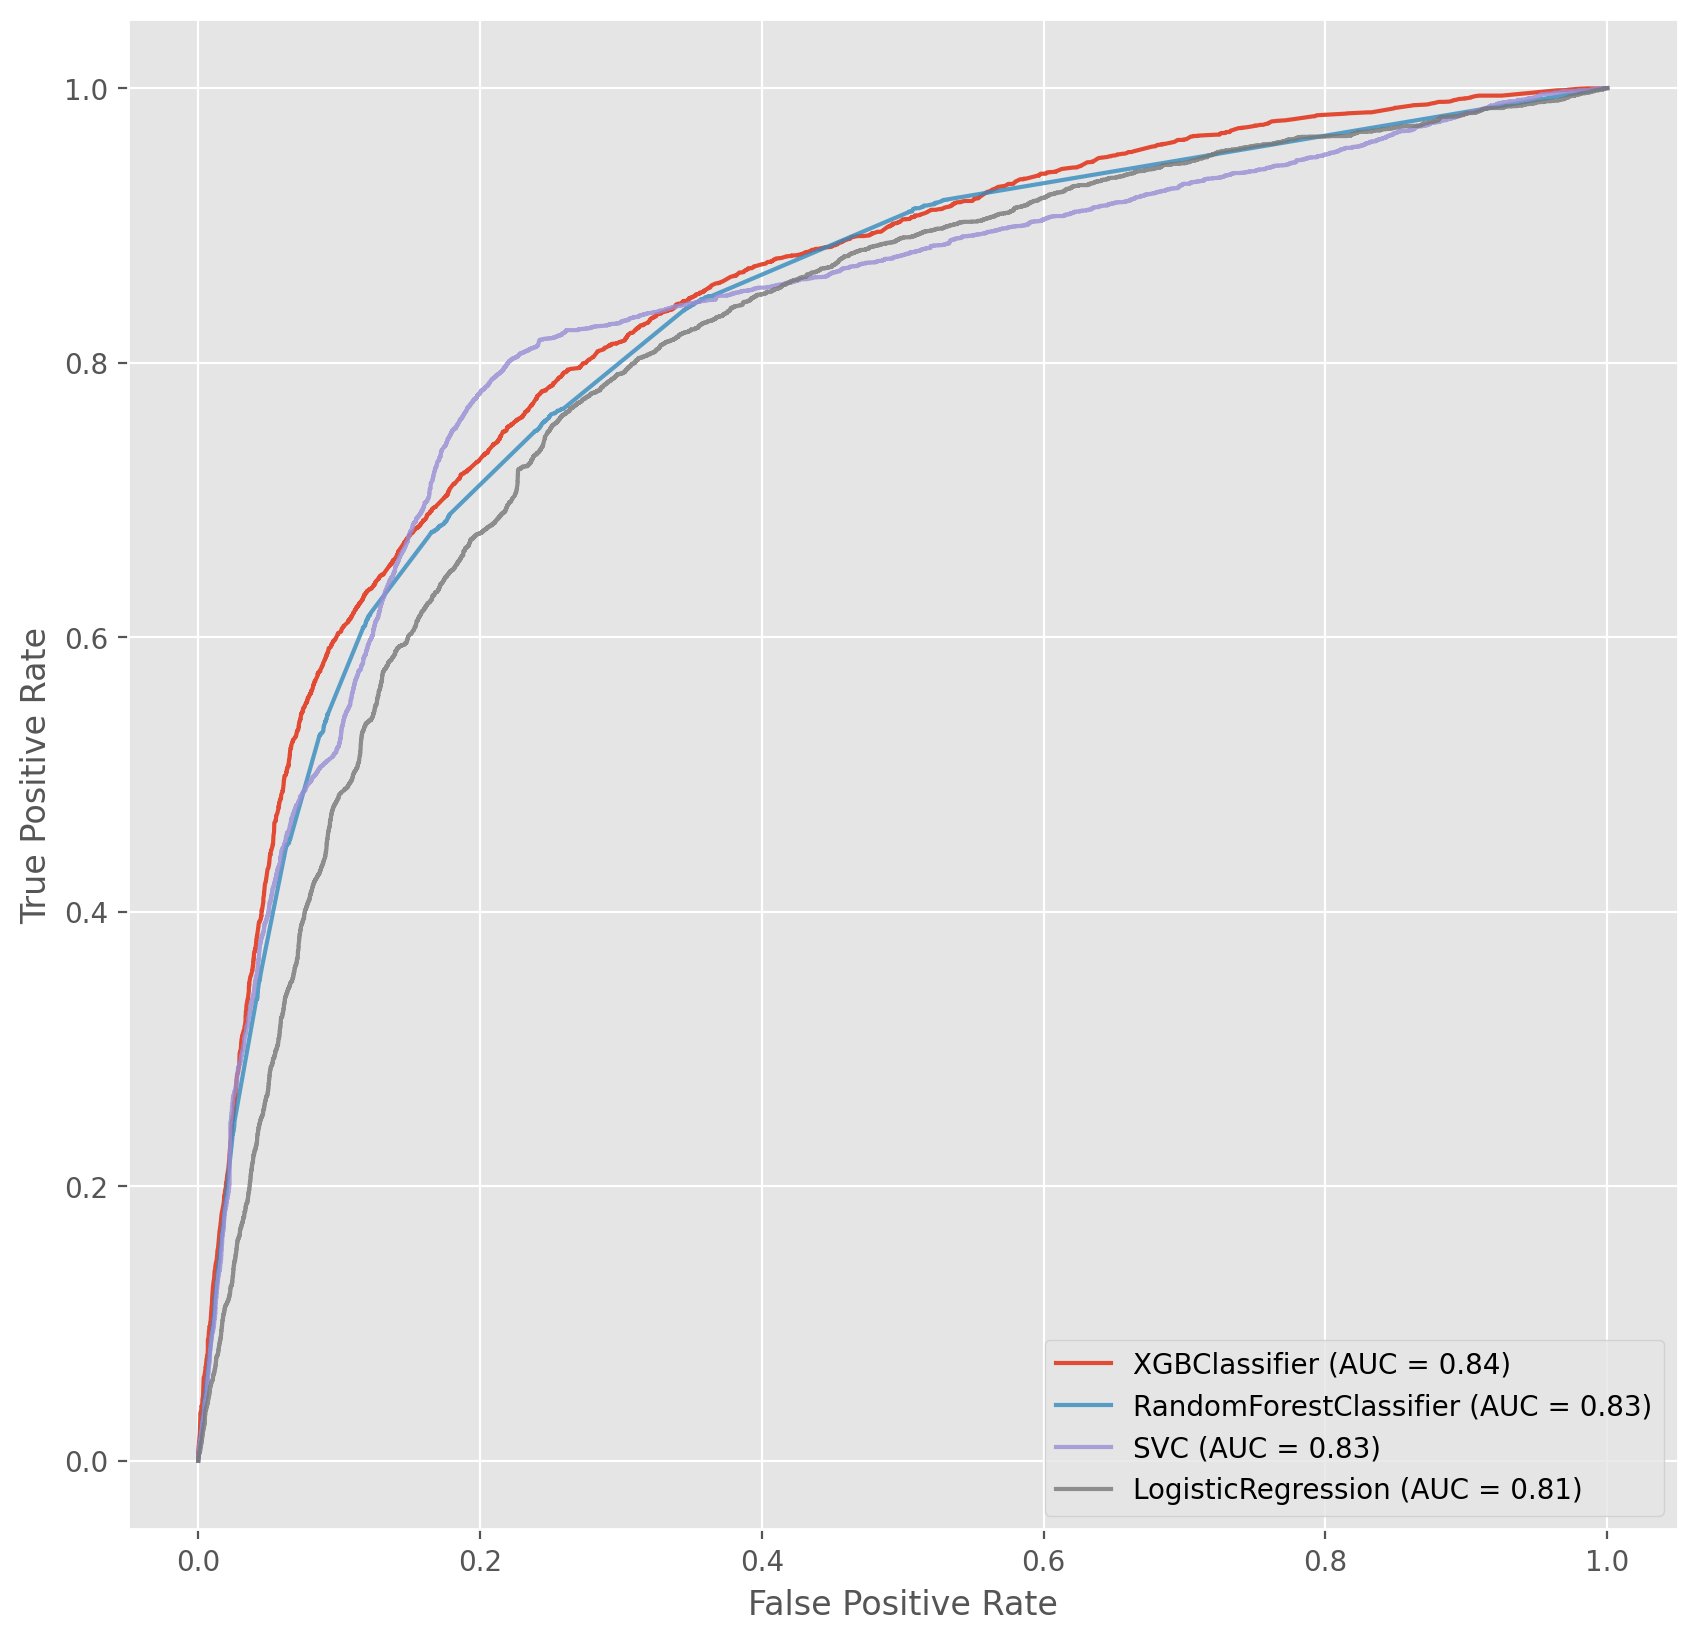 1.0
0.8
0.6
0.4
0.2
0.0
True Positive Rate
XGBClassifier (AUC = 0.84)
RandomForestClassifier (AUC = 0.83)
SVC (AUC = 0.83)
LogisticRegression (AUC = 0.81)
0.0 0.2 0.4 0.6 0.8 1.0
False Positive Rate